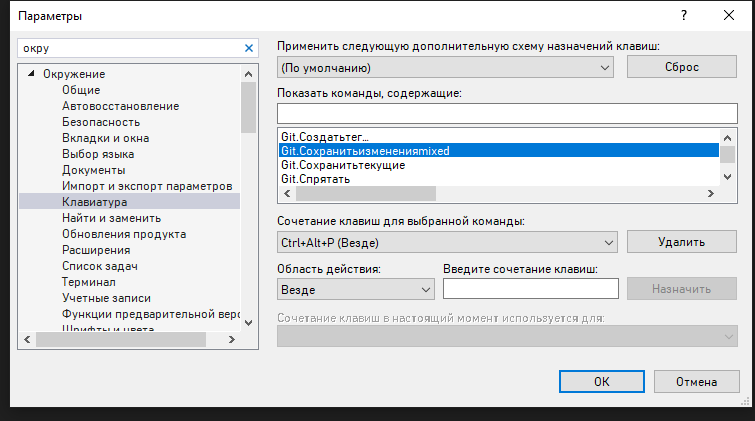 Параметры
окру
Окружение
Общие
Автовосстановление
Безопасность
Вкладки и окна
Выбор языка
Документы
Импорт и экспорт параметров
Клавиатура
Найти и заменить
Обновления продукта
Расширения
Список задач
Терминал
Учетные записи
Функции предварительной верс
Шрифты и цвета
Применить следующую дополнительную схему назначений клавиш:
(По умолчанию)
Сброс
Показать команды, содержащие:
Git.Создатьтег...
Git.Сохранитьизмененияmixed
Git.Сохранитьтекущие
Git.Спрятать
Сочетание клавиш для выбранной команды:
Ctrl+Alt+P (Везде)
Удалить
Область действия:
Введите сочетание клавиш:
Везде
Назначить
Сочетание клавиш в настоящий момент используется для:
ОК
Отмена